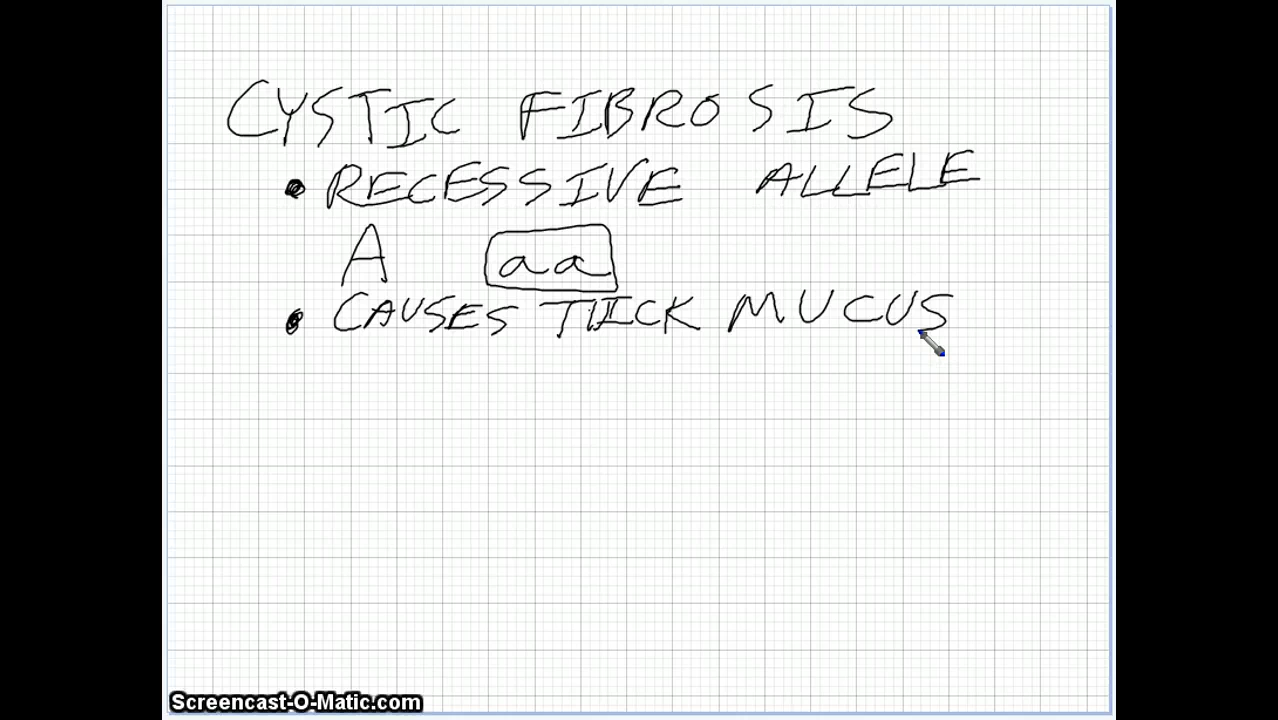 CYSTIC FIBROSIS
• RECESSIVE ALLELE
A aa
• CAUSES THICK MUCUS
Screencast-O-Matic.com